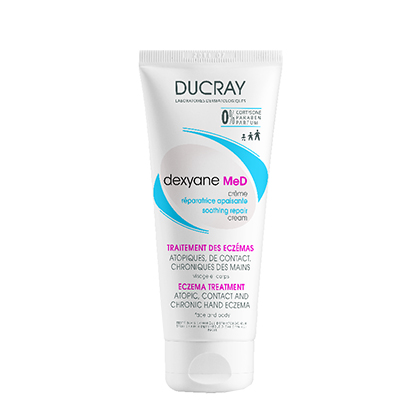 DUCRAY
LABORATOIRES DERMATOLOGIQUES
0%
CORTISONE
PARABEN
PARFUM
dexyane MeD
crème
réparatrice apaisante
soothing repair
cream
TRAITEMENT DES ECZÉMAS
ATOPIQUES, DE CONTACT,
CHRONIQUES DES MAINS
Visage et corps
ECZEMA TREATMENT
ATOPIC, CONTACT AND
CHRONIC HAND ECZEMA
Face and body